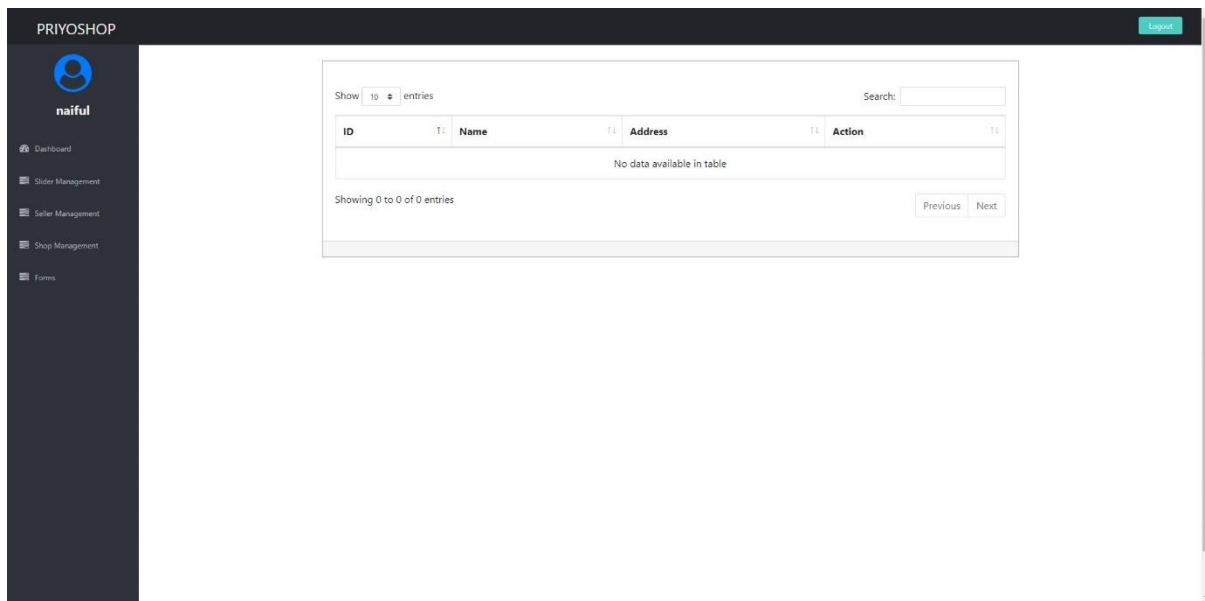 PRIYOSHOP
Logout
naiful
Dashboard
Slider Management
Seller Management
Shop Management
Forms
Show 10 entries
Search:
ID Name Address Action
No data available in table
Showing 0 to 0 of 0 entries
Previous Next